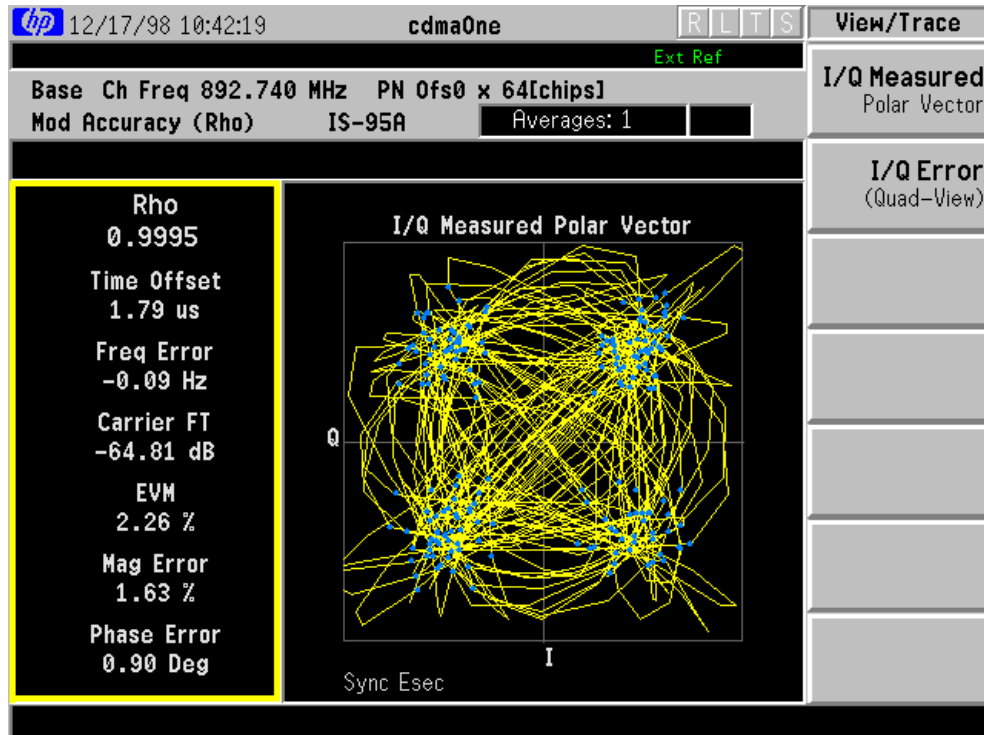 hp 12/17/98 10:42:19 cdmaOne R L T S View/Trace
Ext Ref
Base Ch Freq 892.740 MHz PN Ofs0 x 64[chips]
Mod Accuracy (Rho) IS-95A Averages: 1
I/Q Measured
Polar Vector
I/Q Error
(Quad-View)
Rho
0.9995
Time Offset
1.79 us
Freq Error
-0.09 Hz
Carrier FT
-64.81 dB
EVM
2.26 %
Mag Error
1.63 %
Phase Error
0.90 Deg
I/Q Measured Polar Vector
Q
I
Sync Esec